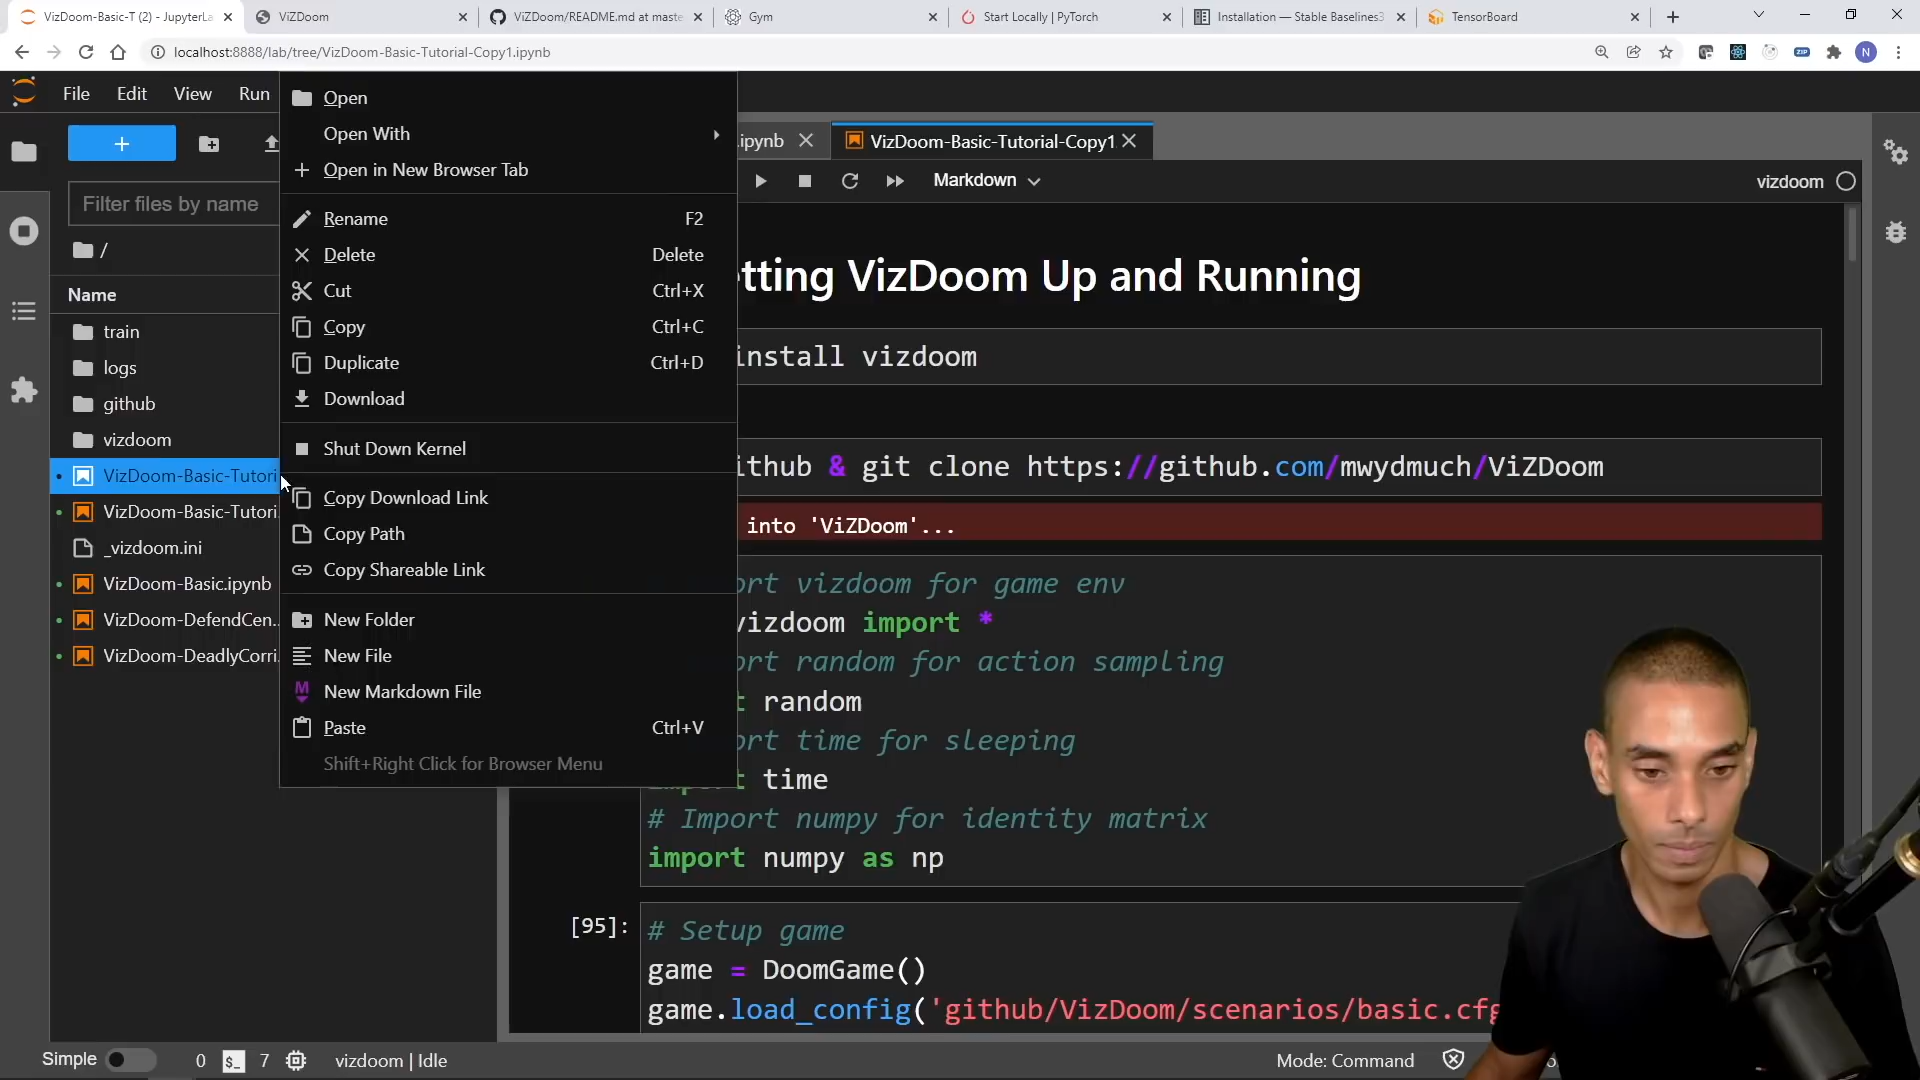 VizDoom-Basic-T (2) - JupyterLa
ViZDoom
ViZDoom/README.md at maste
Gym
Start Locally | PyTorch
Installation — Stable Baselines3
TensorBoard
localhost:8888/lab/tree/VizDoom-Basic-Tutorial-Copy1.ipynb
ZIP
N
File Edit View Run
Filter files by name
/
Name
train
logs
github
vizdoom
VizDoom-Basic-Tutori
VizDoom-Basic-Tutori.
_vizdoom.ini
VizDoom-Basic.ipynb
VizDoom-DefendCen...
VizDoom-DeadlyCorri.
Open
Open With
Open in New Browser Tab
Rename F2
Delete Delete
Cut Ctrl+X
Copy Ctrl+C
Duplicate Ctrl+D
Download
Shut Down Kernel
Copy Download Link
Copy Path
Copy Shareable Link
New Folder
New File
New Markdown File
Paste Ctrl+V
Shift+Right Click for Browser Menu
.ipynb
VizDoom-Basic-Tutorial-Copy1.
Markdown
vizdoom
tting VizDoom Up and Running
install vizdoom
ithub & git clone https://github.com/mwydmuch/ViZDoom
into 'ViZDoom'...
ort vizdoom for game env
vizdoom import *
ort random for action sampling
t random
ort time for sleeping
import time
# Import numpy for identity matrix
import numpy as np
[95]:
# Setup game
game = DoomGame()
game.load_config('github/VizDoom/scenarios/basic.cfg
Simple
0
$_
7
vizdoom | Idle
Mode: Command